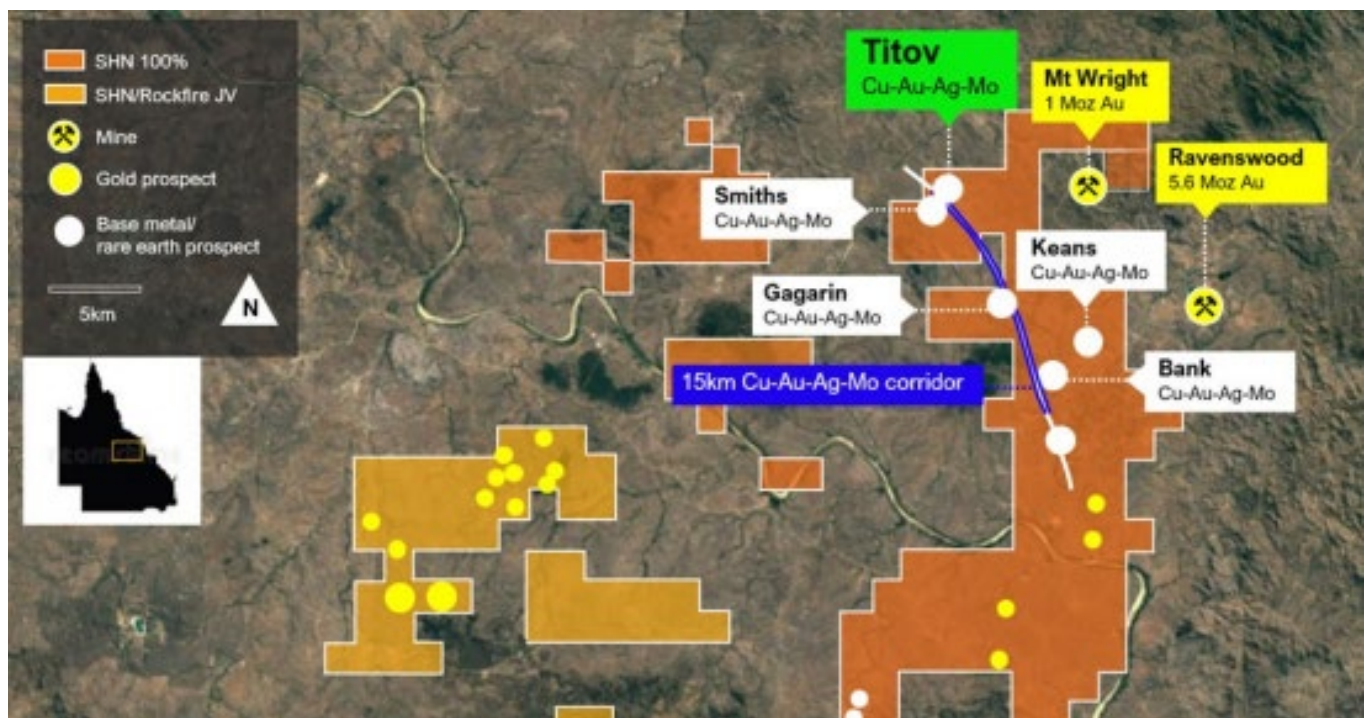 SHN 100%
SHN/Rockfire JV
Mine
Gold prospect
Base metal/
rare earth prospect
5km
N
Titov
Cu-Au-Ag-Mo
Mt Wright
1 Moz Au
Ravenswood
5.6 Moz Au
Smiths
Cu-Au-Ag-Mo
Keans
Cu-Au-Ag-Mo
Gagarin
Cu-Au-Ag-Mo
15km Cu-Au-Ag-Mo corridor
Bank
Cu-Au-Ag-Mo